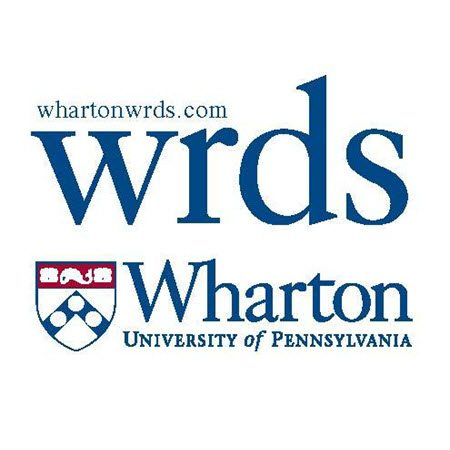 whartonwrds.com
wrds
Wharton
UNIVERSITY of PENNSYLVANIA